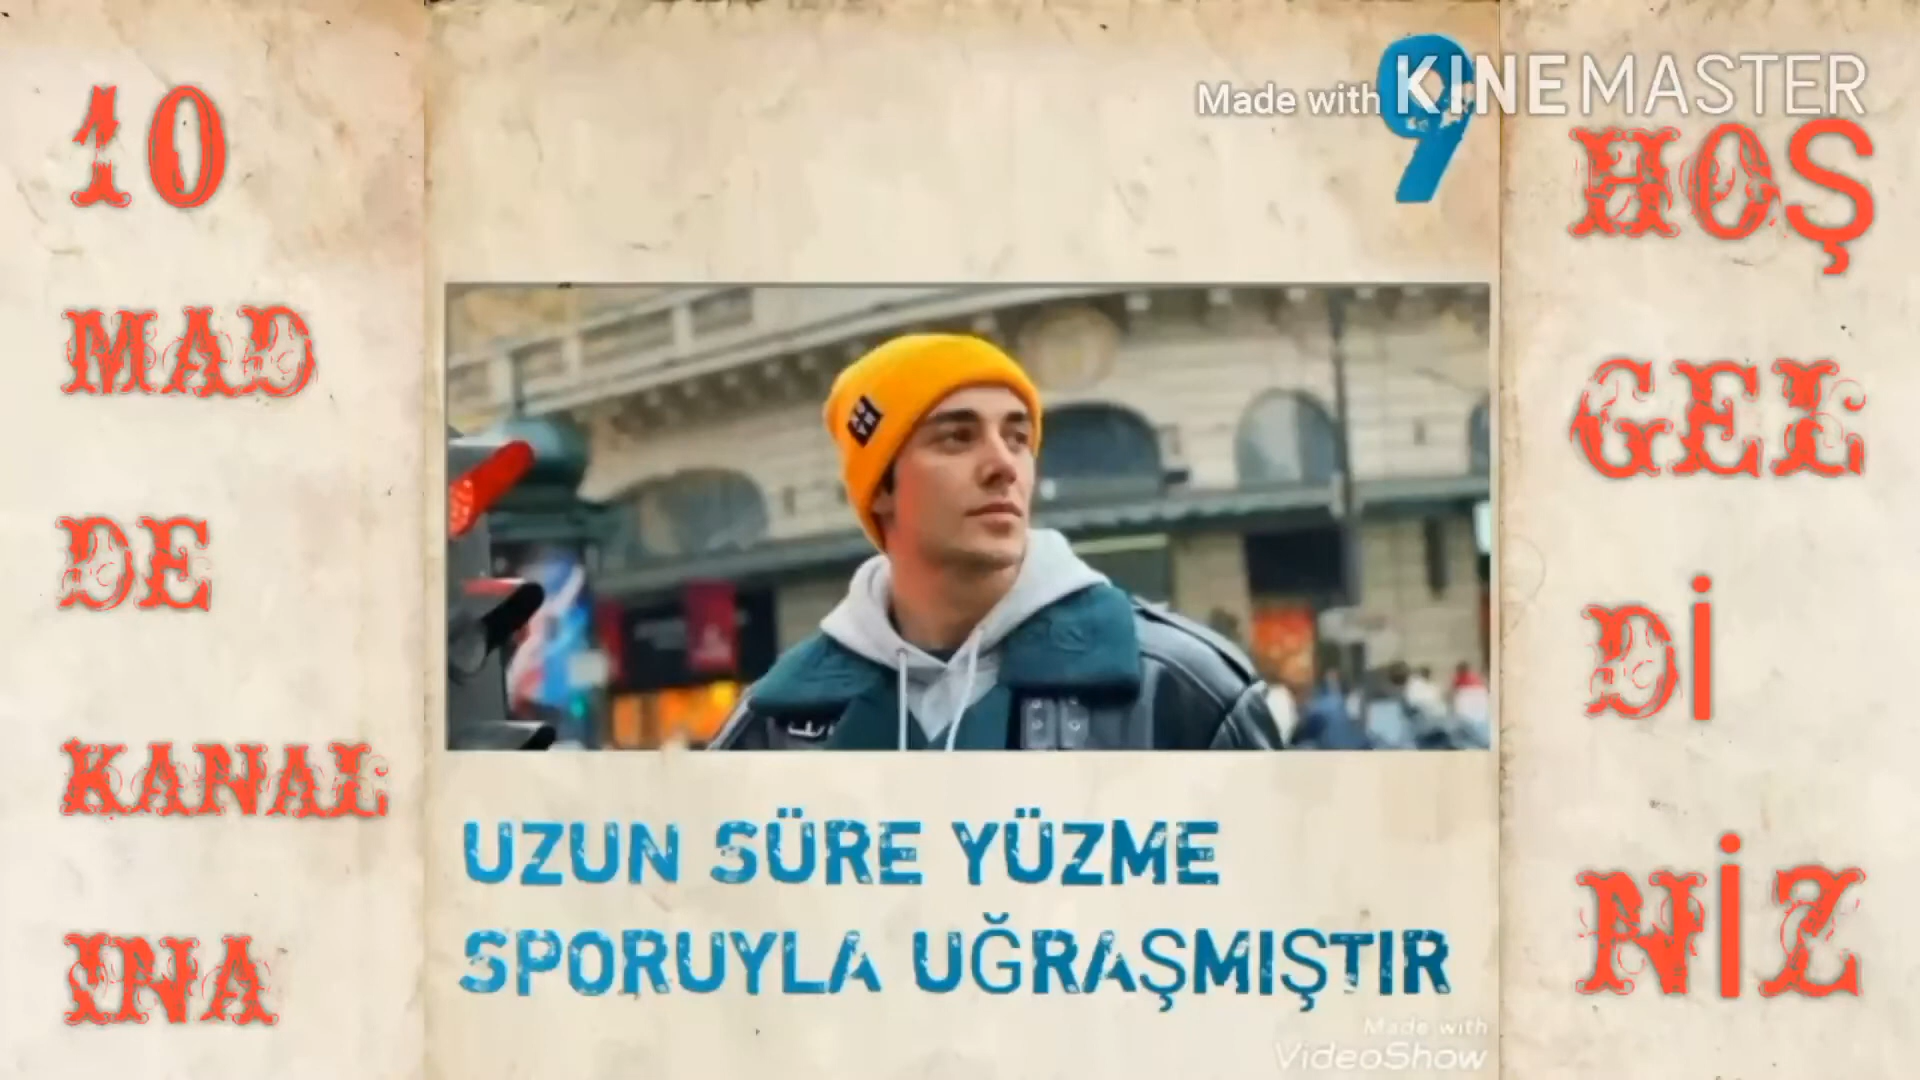 10
MAD
DE
KANAL
INA
9
Made with KINEMASTER
UZUN SÜRE YÜZME
SPORUYLA UĞRAŞMIŞTIR
HOŞ
GEL
Dİ
NİZ
Made with
VideoShow